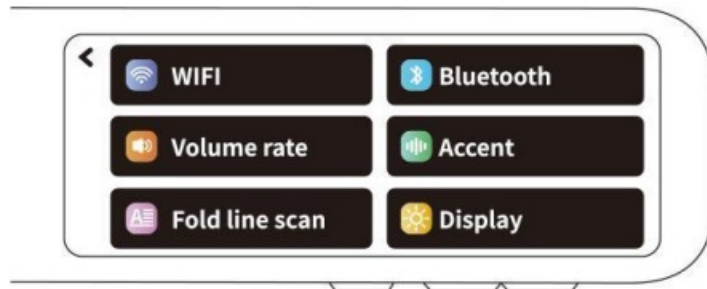 WIFI
Bluetooth
Volume rate
Accent
Fold line scan
Display